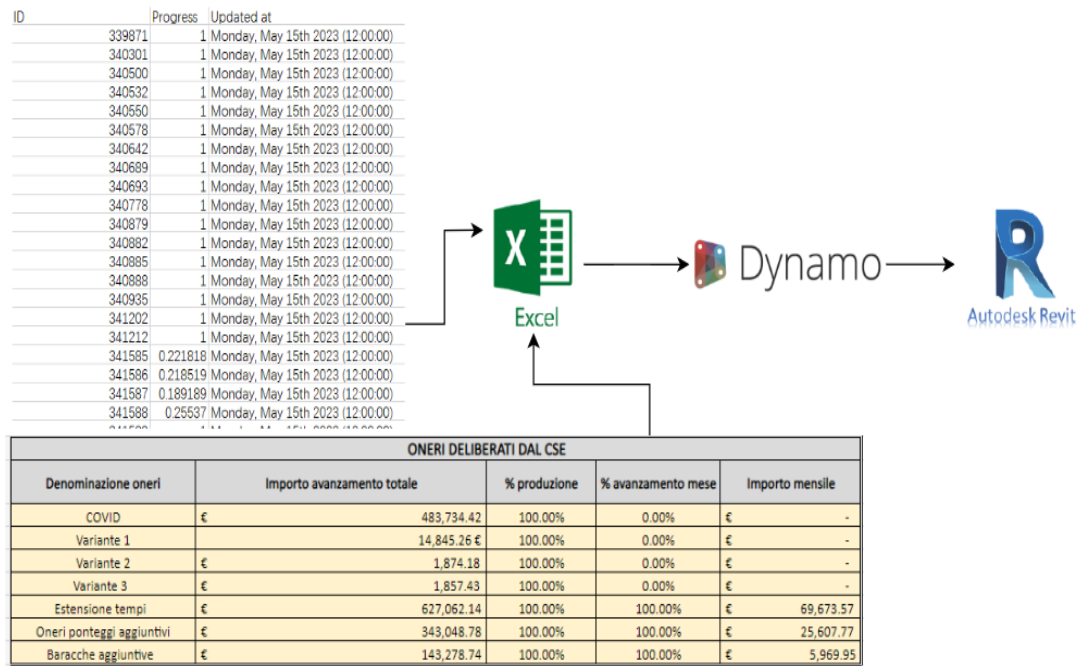 ID Progress Updated at
339871 1 Monday, May 15th 2023 (12:00:00)
340301 1 Monday, May 15th 2023 (12:00:00)
340500 1 Monday, May 15th 2023 (12:00:00)
340532 1 Monday, May 15th 2023 (12:00:00)
340550 1 Monday, May 15th 2023 (12:00:00)
340578 1 Monday, May 15th 2023 (12:00:00)
340642 1 Monday, May 15th 2023 (12:00:00)
340689 1 Monday, May 15th 2023 (12:00:00)
340693 1 Monday, May 15th 2023 (12:00:00)
340778 1 Monday, May 15th 2023 (12:00:00)
340879 1 Monday, May 15th 2023 (12:00:00)
340882 1 Monday, May 15th 2023 (12:00:00)
340885 1 Monday, May 15th 2023 (12:00:00)
340888 1 Monday, May 15th 2023 (12:00:00)
340935 1 Monday, May 15th 2023 (12:00:00)
341202 1 Monday, May 15th 2023 (12:00:00)
341212 1 Monday, May 15th 2023 (12:00:00)
341585 0.221818 Monday, May 15th 2023 (12:00:00)
341586 0.218519 Monday, May 15th 2023 (12:00:00)
341587 0.189189 Monday, May 15th 2023 (12:00:00)
341588 0.25537 Monday, May 15th 2023 (12:00:00)
X
Excel
Dynamo
R
Autodesk Revit
ONERI DELIBERATI DAL CSE
Denominazione oneri Importo avanzamento totale % produzione % avanzamento mese Importo mensile
COVID € 483,734.42 100.00% 0.00% € -
Variante 1 14,845.26 € 100.00% 0.00% € -
Variante 2 € 1,874.18 100.00% 0.00% € -
Variante 3 € 1,857.43 100.00% 0.00% € -
Estensione tempi € 627,062.14 100.00% 100.00% € 69,673.57
Oneri ponteggi aggiuntivi € 343,048.78 100.00% 100.00% € 25,607.77
Baracche aggiuntive € 143,278.74 100.00% 100.00% € 5,969.95